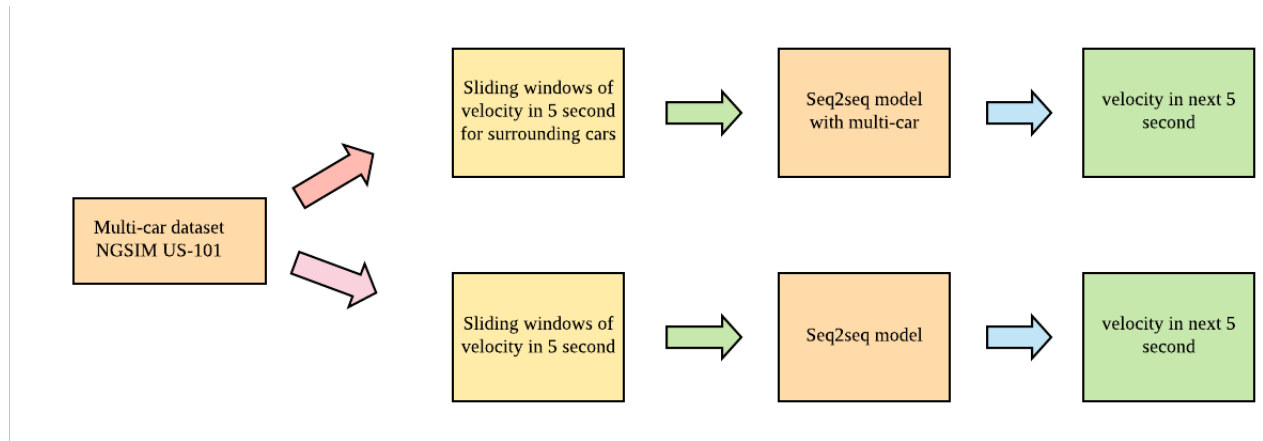 Multi-car dataset
NGSIM US-101
Sliding windows of
velocity in 5 second
for surrounding cars
Seq2seq model
with multi-car
velocity in next 5
second
Sliding windows of
velocity in 5 second
Seq2seq model
velocity in next 5
second